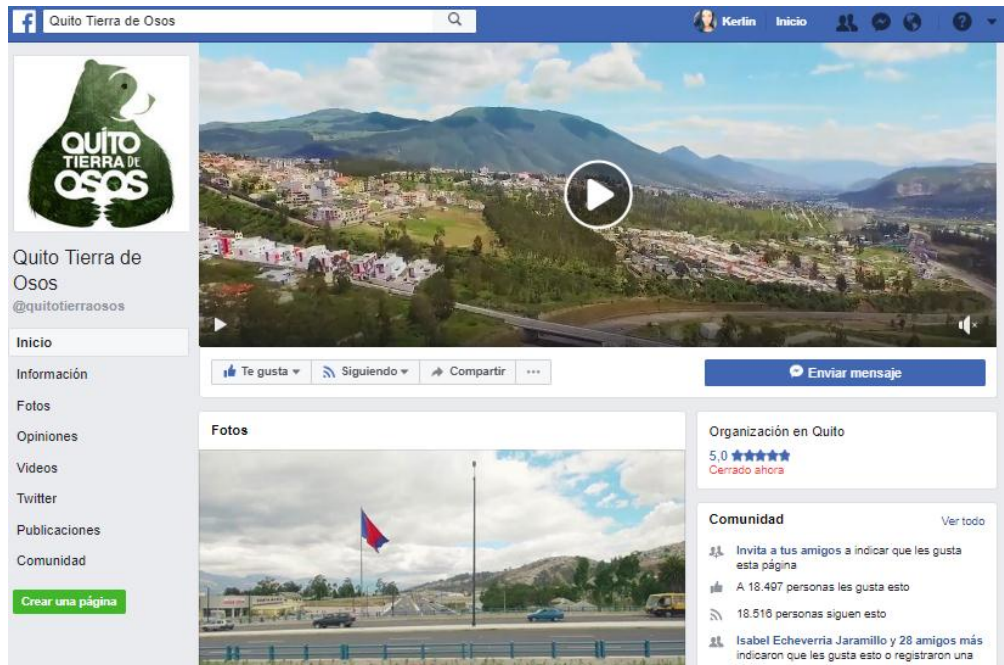 Quito Tierra de Osos
Kerlin
Inicio
QUITO
TIERRA DE
OSOS
Quito Tierra de
Osos
@quitotierraosos
Inicio
Información
Fotos
Opiniones
Videos
Twitter
Publicaciones
Comunidad
Crear una página
Te gusta
Siguiendo
Compartir
Enviar mensaje
Fotos
Organización en Quito
5,0
Cerrado ahora
Comunidad
Ver todo
Invita a tus amigos a indicar que les gusta
esta página
A 18.497 personas les gusta esto
18.516 personas siguen esto
Isabel Echeverria Jaramillo y 28 amigos más
indicaron que les gusta esto o registraron una